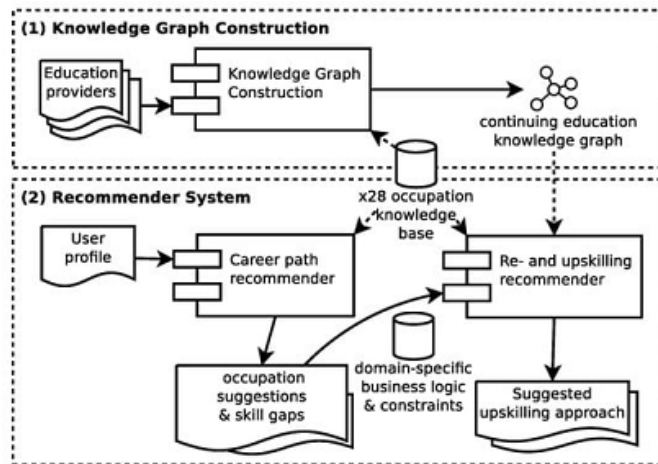 (1) Knowledge Graph Construction
Education
providers
Knowledge Graph
Construction
continuing education
knowledge graph
x28 occupation
knowledge
base
(2) Recommender System
User
profile
Career path
recommender
Re- and upskilling
recommender
occupation
suggestions
& skill gaps
domain-specific
business logic
& constraints
Suggested
upskilling approach